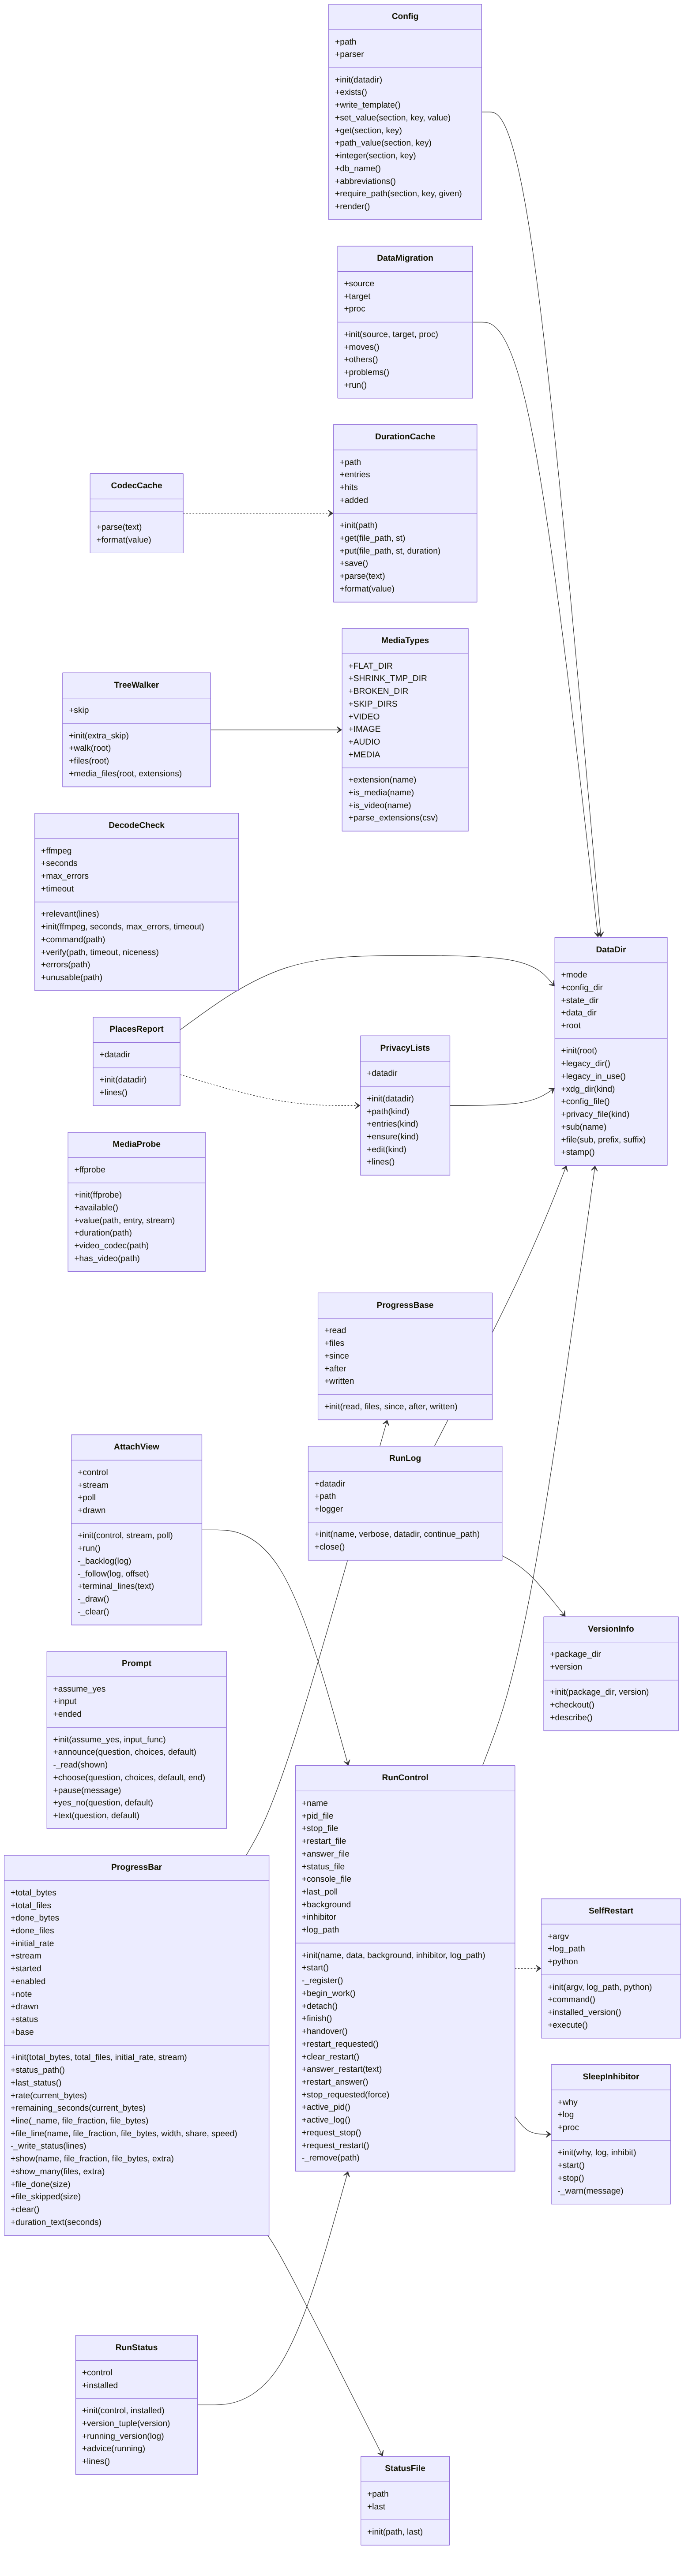 Config
+path
+parser
+init(datadir)
+exists()
+write_template()
+set_value(section, key, value)
+get(section, key)
+path_value(section, key)
+integer(section, key)
+db_name()
+abbreviations()
+require_path(section, key, given)
+render()
DataMigration
+source
+target
+proc
+init(source, target, proc)
+moves()
+others()
+problems()
+run()
DurationCache
+path
+entries
+hits
+added
+init(path)
+get(file_path, st)
+put(file_path, st, duration)
+save()
+parse(text)
+format(value)
CodecCache
+parse(text)
+format(value)
MediaTypes
+FLAT_DIR
+SHRINK_TMP_DIR
+BROKEN_DIR
+SKIP_DIRS
+VIDEO
+IMAGE
+AUDIO
+MEDIA
+extension(name)
+is_media(name)
+is_video(name)
+parse_extensions(csv)
TreeWalker
+skip
+init(extra_skip)
+walk(root)
+files(root)
+media_files(root, extensions)
DecodeCheck
+ffmpeg
+seconds
+max_errors
+timeout
+relevant(lines)
+init(ffmpeg, seconds, max_errors, timeout)
+command(path)
+verify(path, timeout, niceness)
+errors(path)
+unusable(path)
DataDir
+mode
+config_dir
+state_dir
+data_dir
+root
+init(root)
+legacy_dir()
+legacy_in_use()
+xdg_dir(kind)
+config_file()
+privacy_file(kind)
+sub(name)
+file(sub, prefix, suffix)
+stamp()
PlacesReport
+datadir
+init(datadir)
+lines()
PrivacyLists
+datadir
+init(datadir)
+path(kind)
+entries(kind)
+ensure(kind)
+edit(kind)
+lines()
MediaProbe
+ffprobe
+init(ffprobe)
+available()
+value(path, entry, stream)
+duration(path)
+video_codec(path)
+has_video(path)
ProgressBase
+read
+files
+since
+after
+written
+init(read, files, since, after, written)
AttachView
+control
+stream
+poll
+drawn
+init(control, stream, poll)
+run()
-_backlog(log)
-_follow(log, offset)
+terminal_lines(text)
-_draw()
-_clear()
RunLog
+datadir
+path
+logger
+init(name, verbose, datadir, continue_path)
+close()
VersionInfo
+package_dir
+version
+init(package_dir, version)
+checkout()
+describe()
Prompt
+assume_yes
+input
+ended
+init(assume_yes, input_func)
+announce(question, choices, default)
-_read(shown)
+choose(question, choices, default, end)
+pause(message)
+yes_no(question, default)
+text(question, default)
RunControl
+name
+pid_file
+stop_file
+restart_file
+answer_file
+status_file
+console_file
+last_poll
+background
+inhibitor
+log_path
+init(name, data, background, inhibitor, log_path)
+start()
-_register()
+begin_work()
+detach()
+finish()
+handover()
+restart_requested()
+clear_restart()
+answer_restart(text)
+restart_answer()
+stop_requested(force)
+active_pid()
+active_log()
+request_stop()
+request_restart()
-_remove(path)
ProgressBar
+total_bytes
+total_files
+done_bytes
+done_files
+initial_rate
+stream
+started
+enabled
+note
+drawn
+status
+base
+init(total_bytes, total_files, initial_rate, stream)
+status_path()
+last_status()
+rate(current_bytes)
+remaining_seconds(current_bytes)
+line(_name, file_fraction, file_bytes)
+file_line(name, file_fraction, file_bytes, width, share, speed)
-_write_status(lines)
+show(name, file_fraction, file_bytes, extra)
+show_many(files, extra)
+file_done(size)
+file_skipped(size)
+clear()
+duration_text(seconds)
SelfRestart
+argv
+log_path
+python
+init(argv, log_path, python)
+command()
+installed_version()
+execute()
SleepInhibitor
+why
+log
+proc
+init(why, log, inhibit)
+start()
+stop()
-_warn(message)
RunStatus
+control
+installed
+init(control, installed)
+version_tuple(version)
+running_version(log)
+advice(running)
+lines()
StatusFile
+path
+last
+init(path, last)